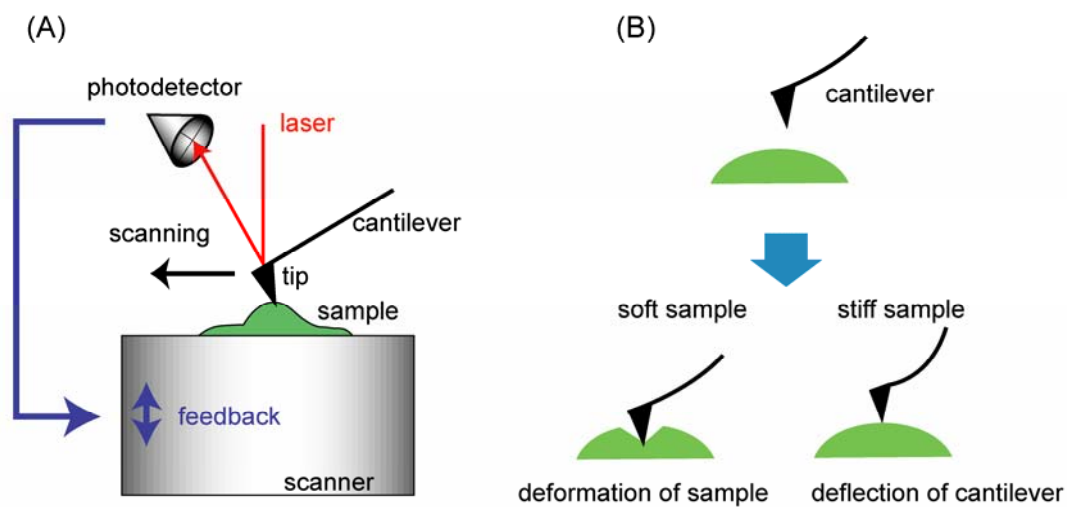 (A)
photodetector
laser
cantilever
scanning
tip
sample
feedback
scanner
(B)
cantilever
soft sample
stiff sample
deformation of sample
deflection of cantilever